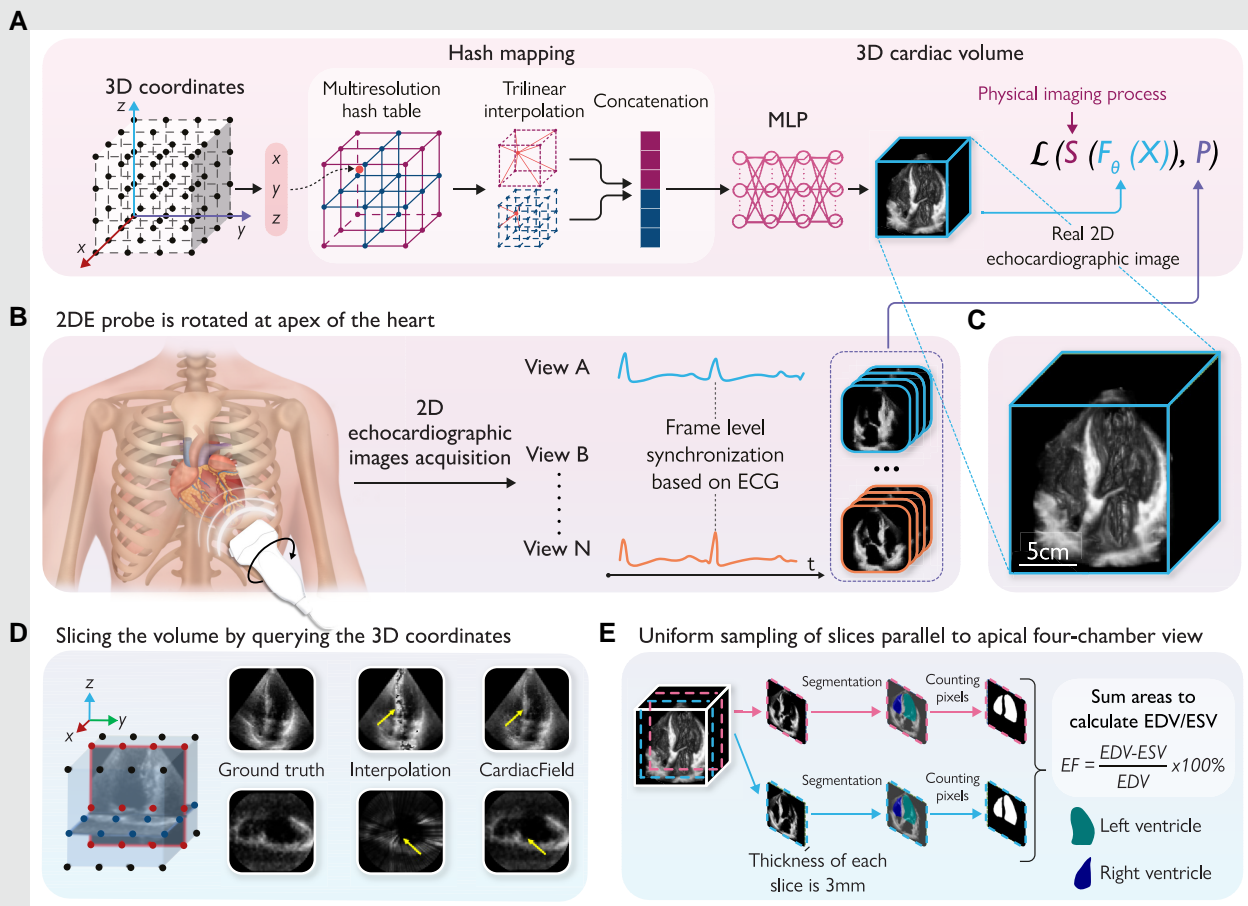 A
Hash mapping
3D cardiac volume
3D coordinates
z
y
x
x
y
z
Multiresolution
hash table
Trilinear
interpolation
Concatenation
MLP
Physical imaging process
ℒ (S (Fθ (X)), P)
Real 2D
echocardiographic image
B
2DE probe is rotated at apex of the heart
2D
echocardiographic
images acquisition
View A
View B
View N
Frame level
synchronization
based on ECG
t
C
5cm
D
Slicing the volume by querying the 3D coordinates
z
y
x
Ground truth
Interpolation
CardiacField
E
Uniform sampling of slices parallel to apical four-chamber view
Segmentation
Counting
pixels
Segmentation
Counting
pixels
Thickness of each
slice is 3mm
Sum areas to
calculate EDV/ESV
EF = EDV-ESV / EDV x100%
Left ventricle
Right ventricle